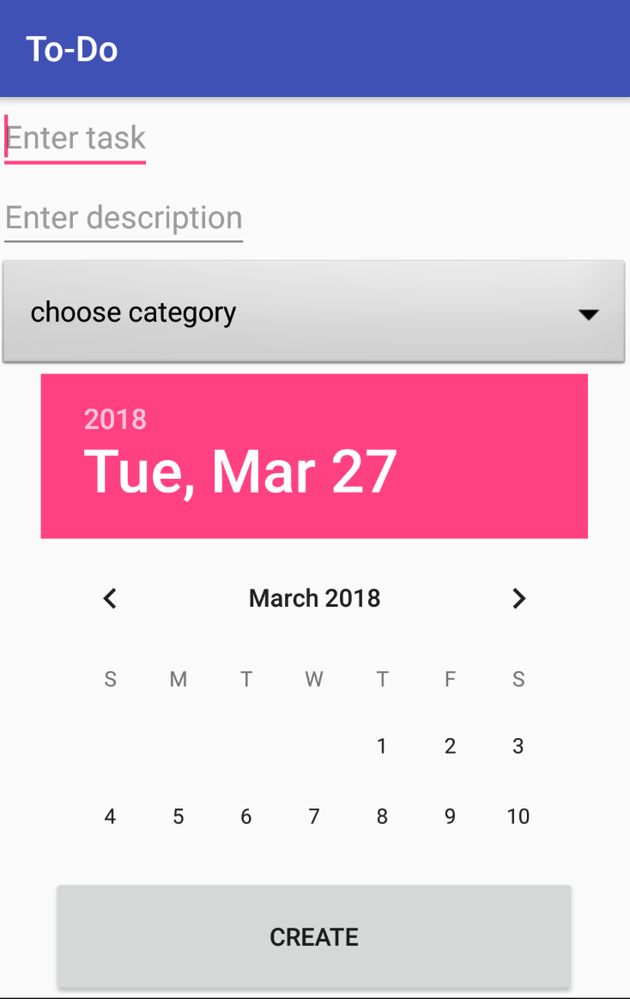 To-Do
Enter task
Enter description
choose category
2018
Tue, Mar 27
March 2018
S M T W T F S
1 2 3
4 5 6 7 8 9 10
CREATE